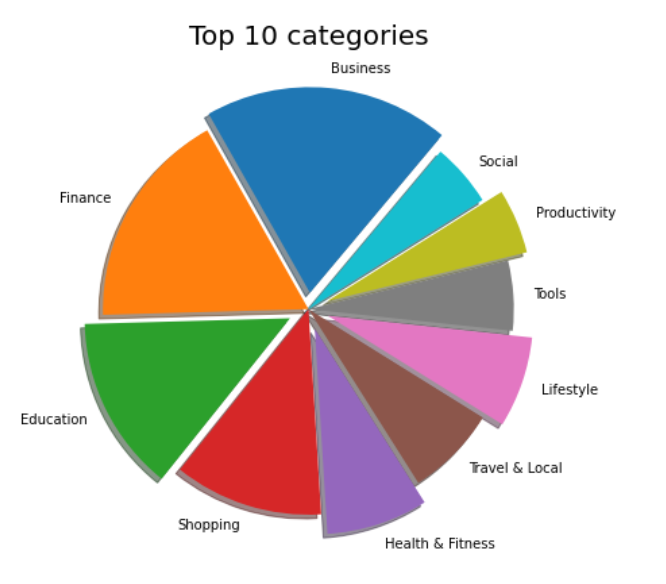 Top 10 categories
Business
Social
Finance
Productivity
Tools
Lifestyle
Education
Travel & Local
Shopping
Health & Fitness